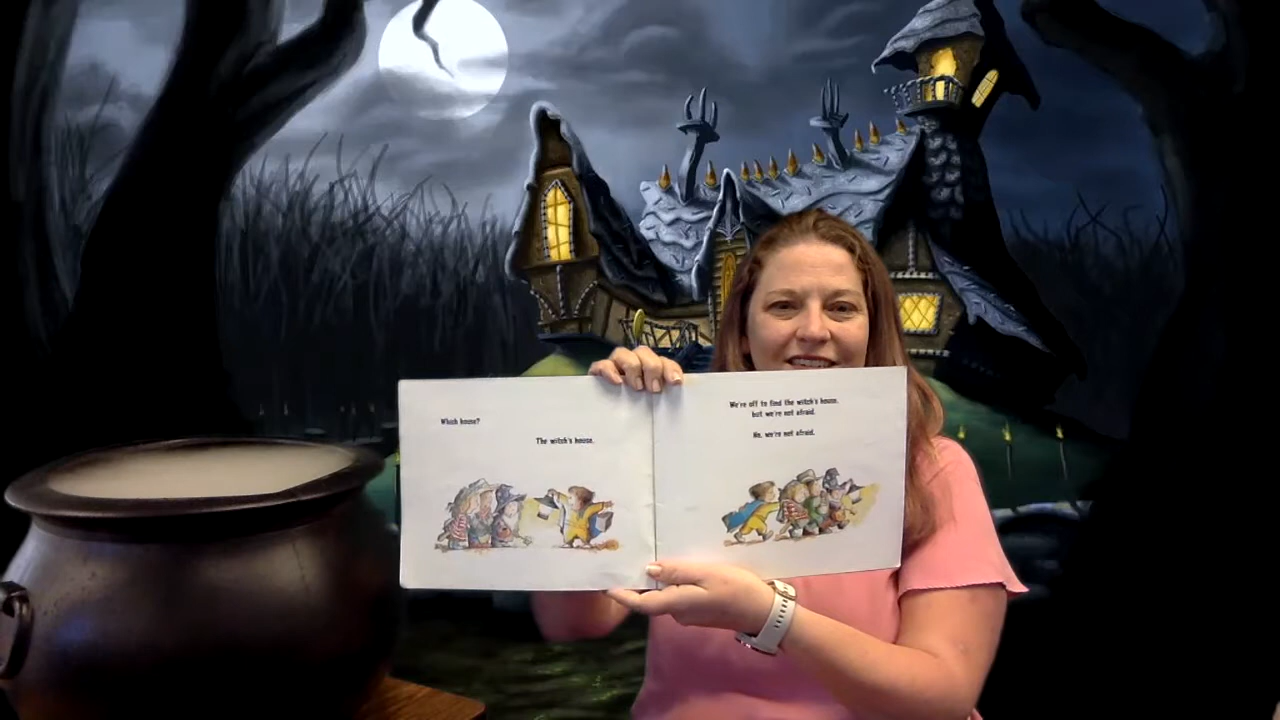 Which house?
The witch's house.
We're off to find the witch's house,
but we're not afraid.
No, we're not afraid.